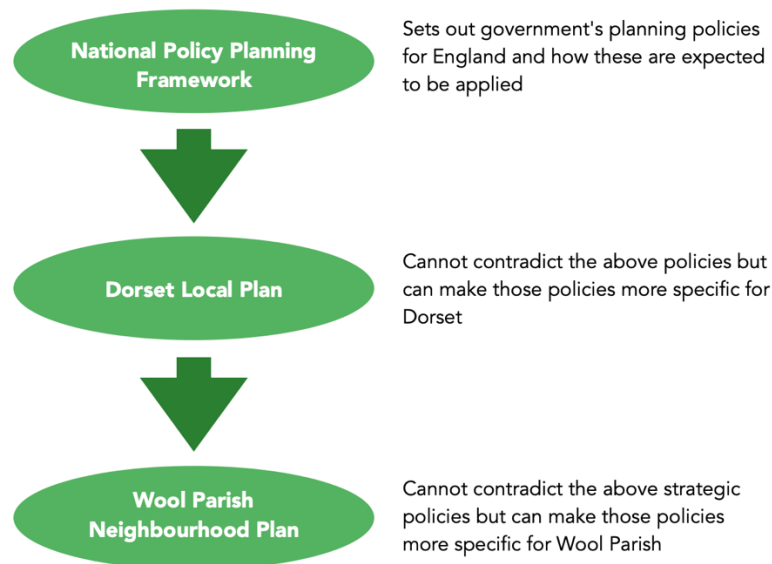 National Policy Planning
Framework
Sets out government's planning policies
for England and how these are expected
to be applied
Dorset Local Plan
Cannot contradict the above policies but
can make those policies more specific for
Dorset
Wool Parish
Neighbourhood Plan
Cannot contradict the above strategic
policies but can make those policies
more specific for Wool Parish